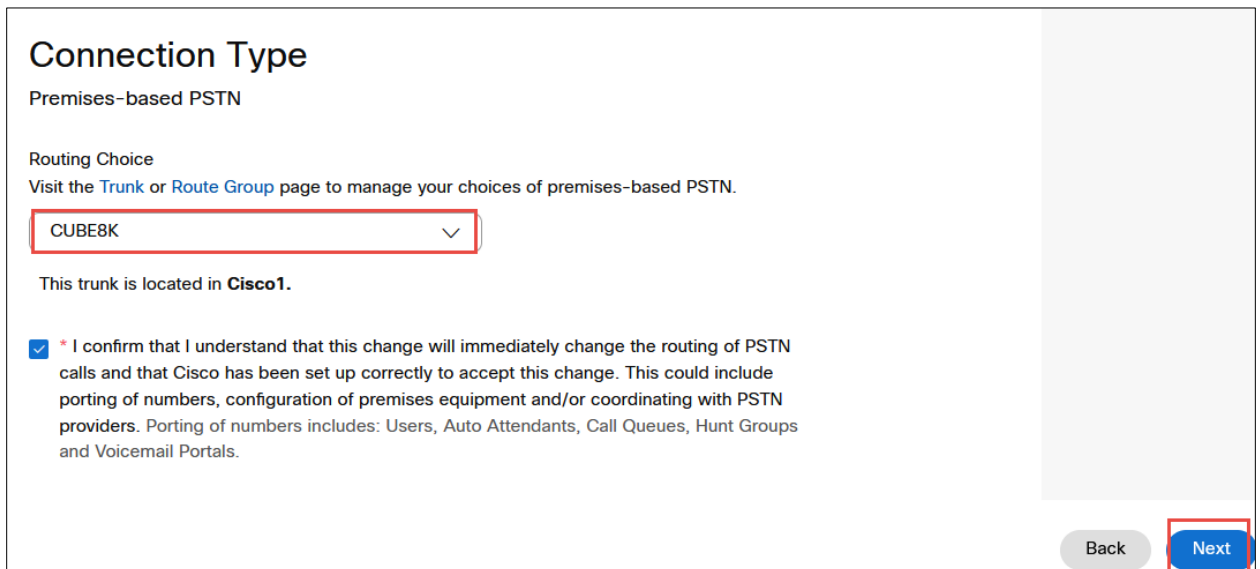 Connection Type
Premises-based PSTN
Routing Choice
Visit the Trunk or Route Group page to manage your choices of premises-based PSTN.
CUBE8K
This trunk is located in Cisco1.
* I confirm that I understand that this change will immediately change the routing of PSTN
calls and that Cisco has been set up correctly to accept this change. This could include
porting of numbers, configuration of premises equipment and/or coordinating with PSTN
providers. Porting of numbers includes: Users, Auto Attendants, Call Queues, Hunt Groups
and Voicemail Portals.
Back Next